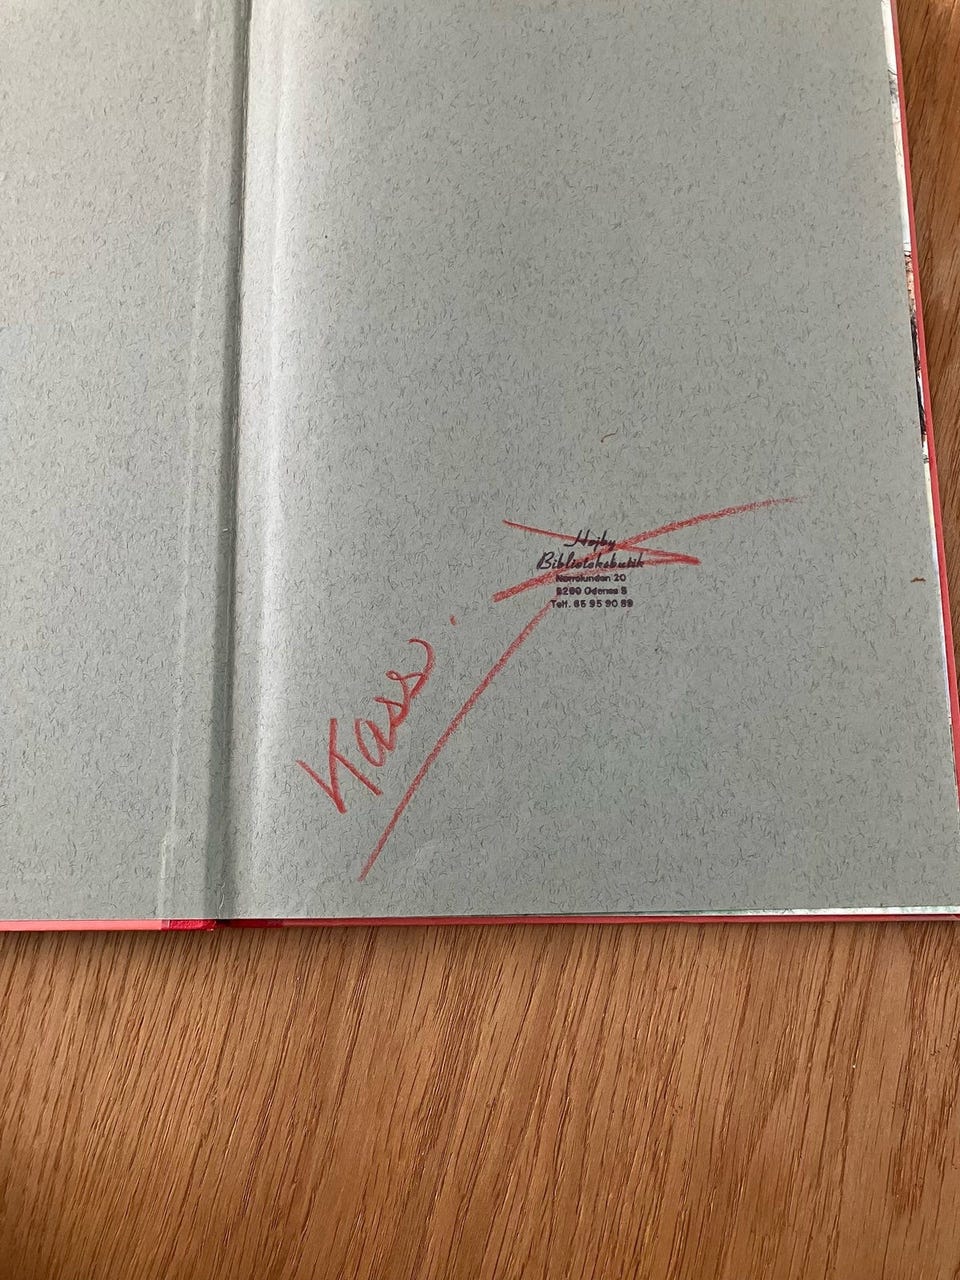 Højby
Biblioteksbutik
Nørrelunden 20
5260 Odense S
Telf. 65 95 90 89
Kass.